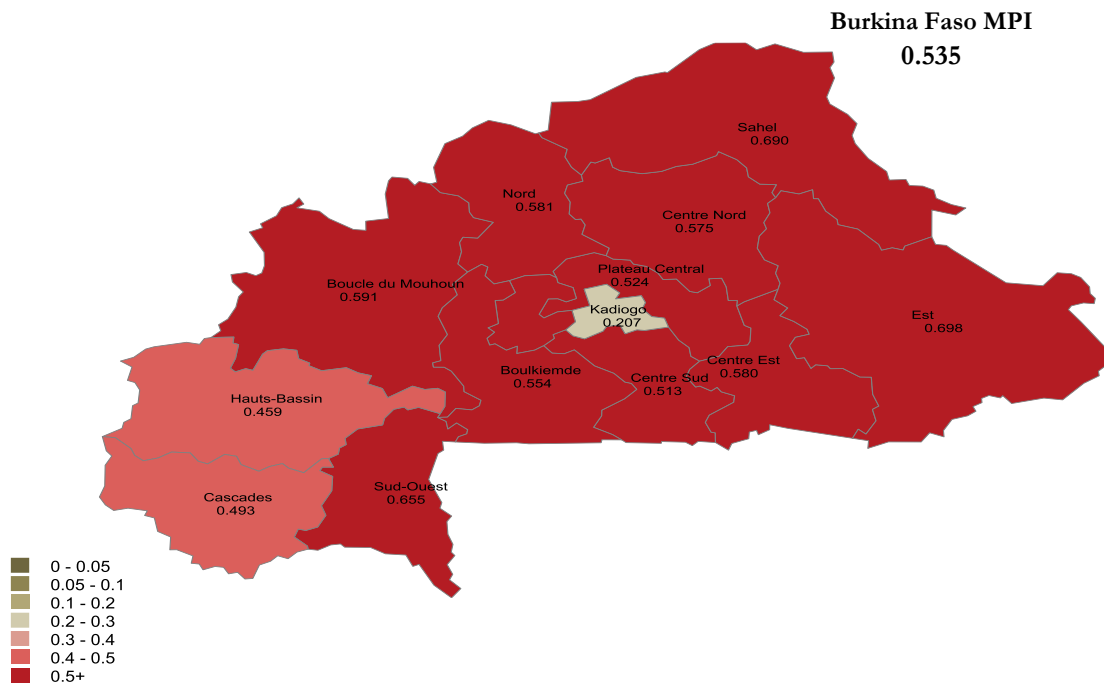 Burkina Faso MPI
0.535
Sahel
0.690
Nord
0.581
Centre Nord
0.575
Plateau Central
0.524
Boucle du Mouhoun
0.591
Kadiogo
0.207
Est
0.698
Centre Est
0.580
Boulkiemde
0.554
Centre Sud
0.513
Hauts-Bassin
0.459
Sud-Ouest
0.655
Cascades
0.493
0 - 0.05
0.05 - 0.1
0.1 - 0.2
0.2 - 0.3
0.3 - 0.4
0.4 - 0.5
0.5+